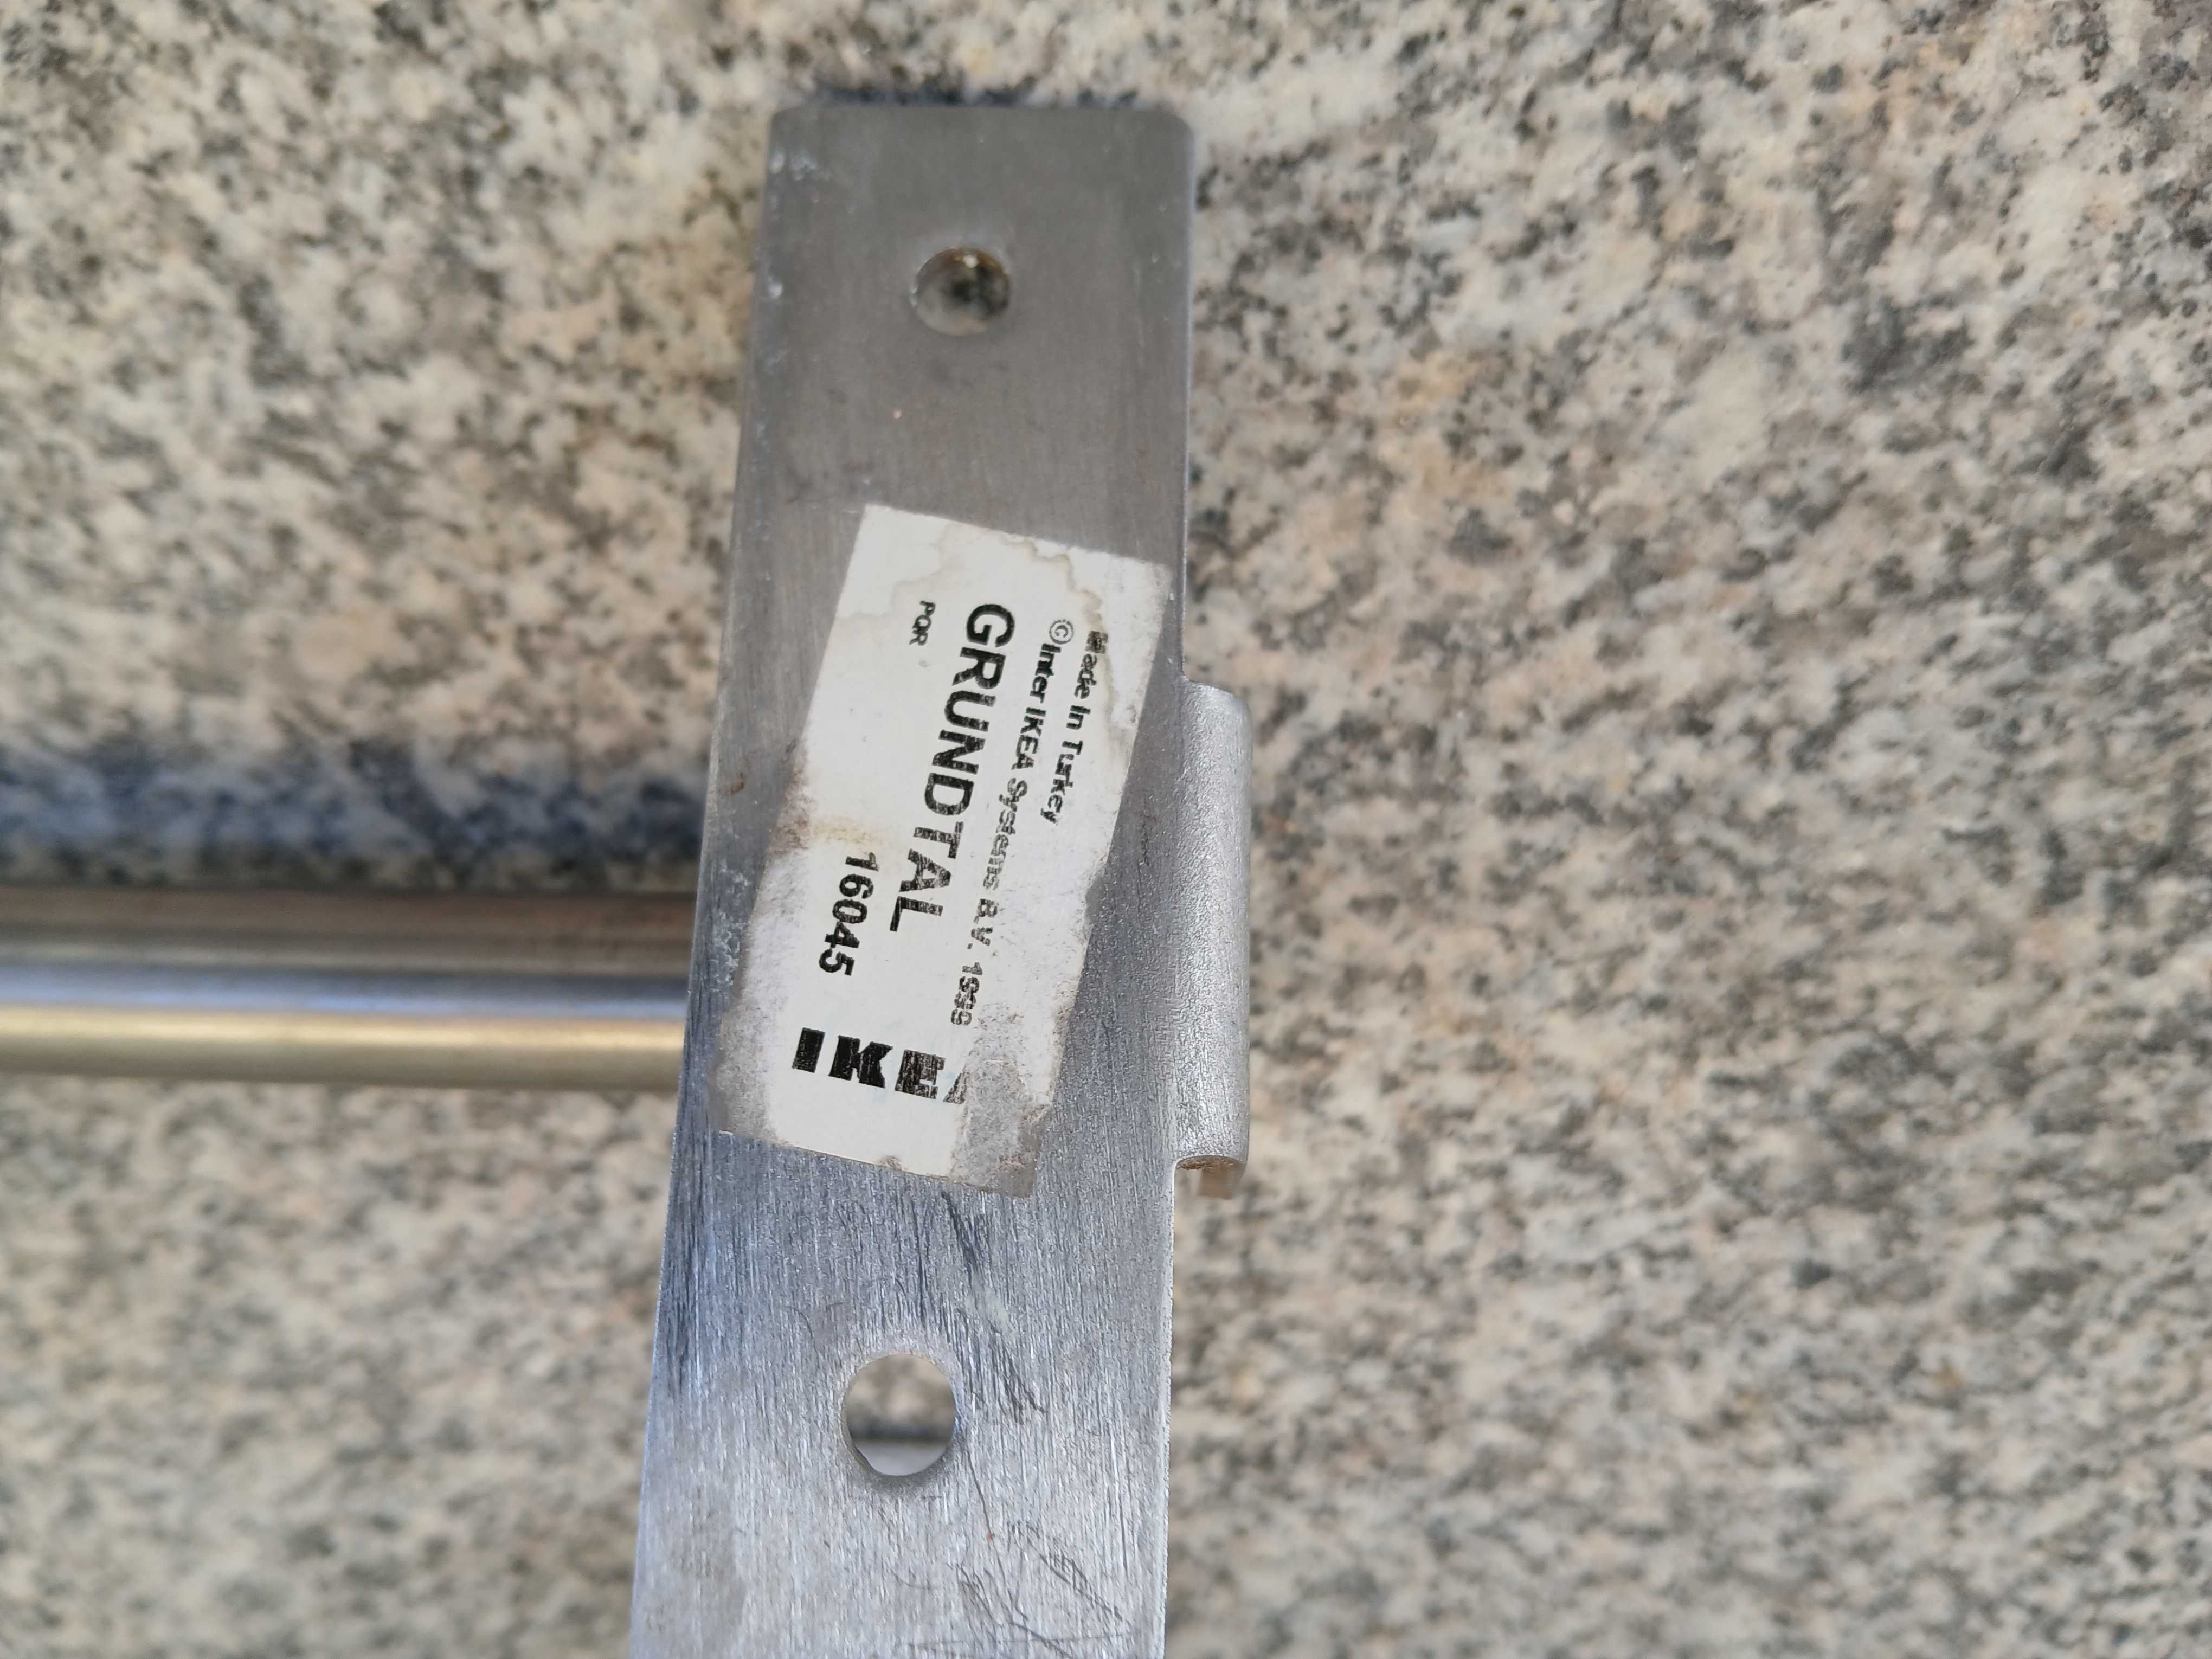 Made in Turkey
©Inter IKEA Systems B.V. 1999
GRUNDTAL
PQR
16045
IKEA